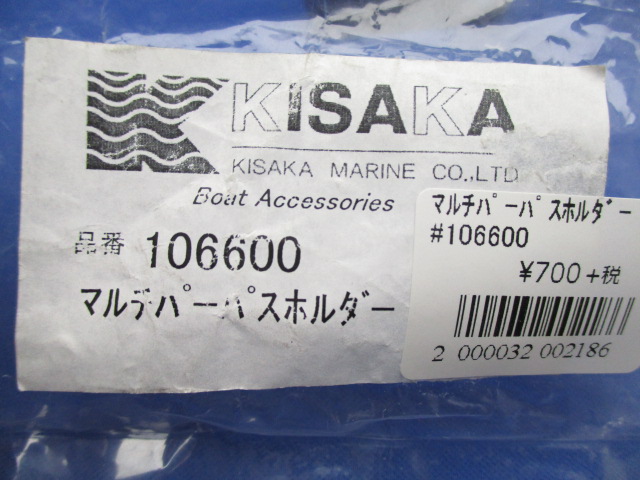 KISAKA
KISAKA MARINE CO.,LTD
Boat Accessories
品番 106600
マルチパーパスホルダー
マルチパーパスホルダー
#106600
¥700+税
2 000032 002186